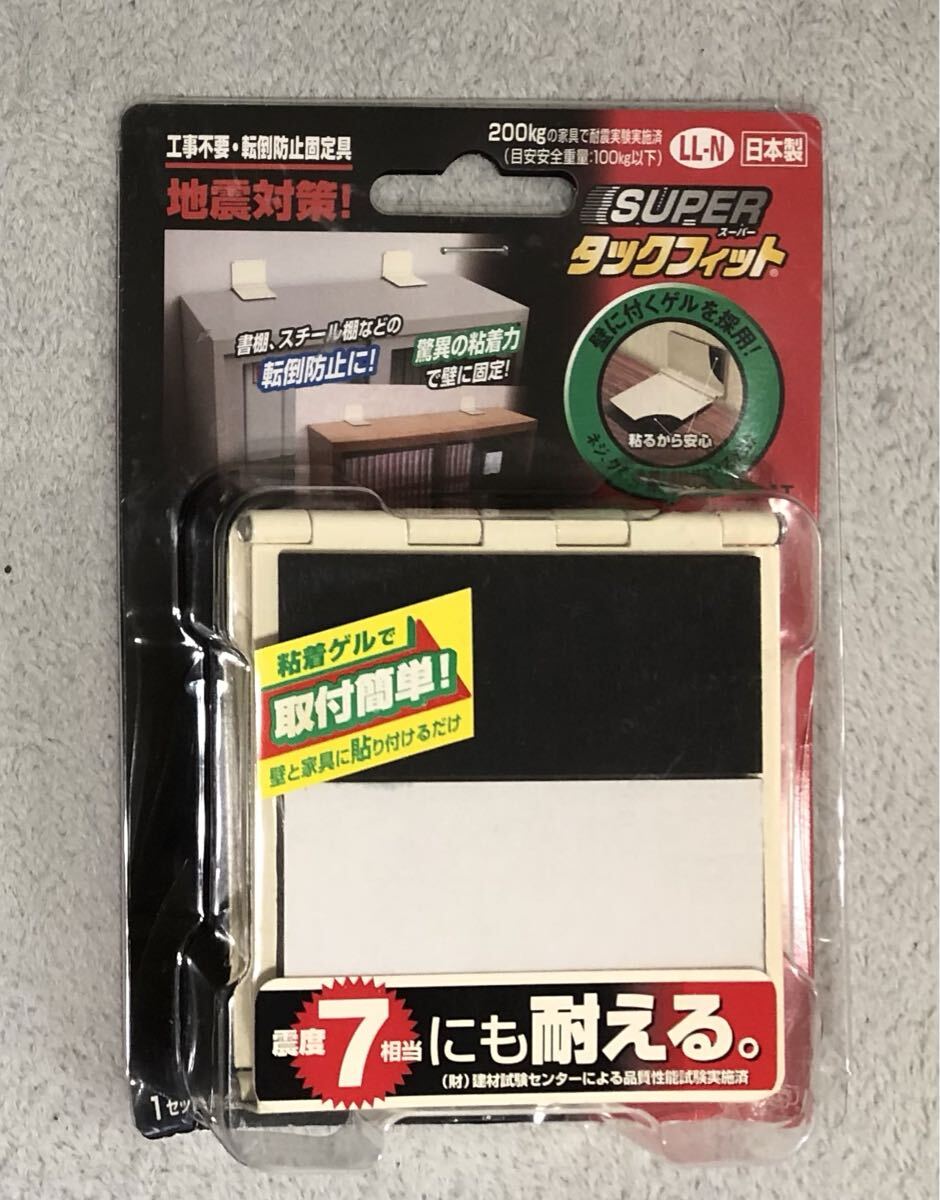 工事不要・転倒防止固定具
地震対策!
200kgの家具で耐震実験実施済
(目安安全重量:100kg以下)
LL-N
日本製
SUPER
スーパー
タックフィット®
壁に付くゲルを採用!
粘るから安心
書棚、スチール棚などの
転倒防止に!
驚異の粘着力
で壁に固定!
粘着ゲルで
取付簡単!
壁と家具に貼り付けるだけ
震度7相当にも耐える。
(財)建材試験センターによる品質性能試験実施済
1セッ